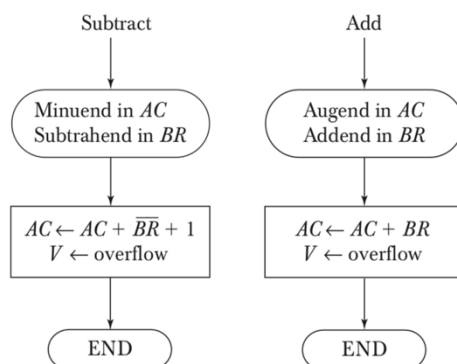 Subtract
Minuend in AC
Subtrahend in BR
AC ← AC + B̅R̅ + 1
V ← overflow
END
Add
Augend in AC
Addend in BR
AC ← AC + BR
V ← overflow
END